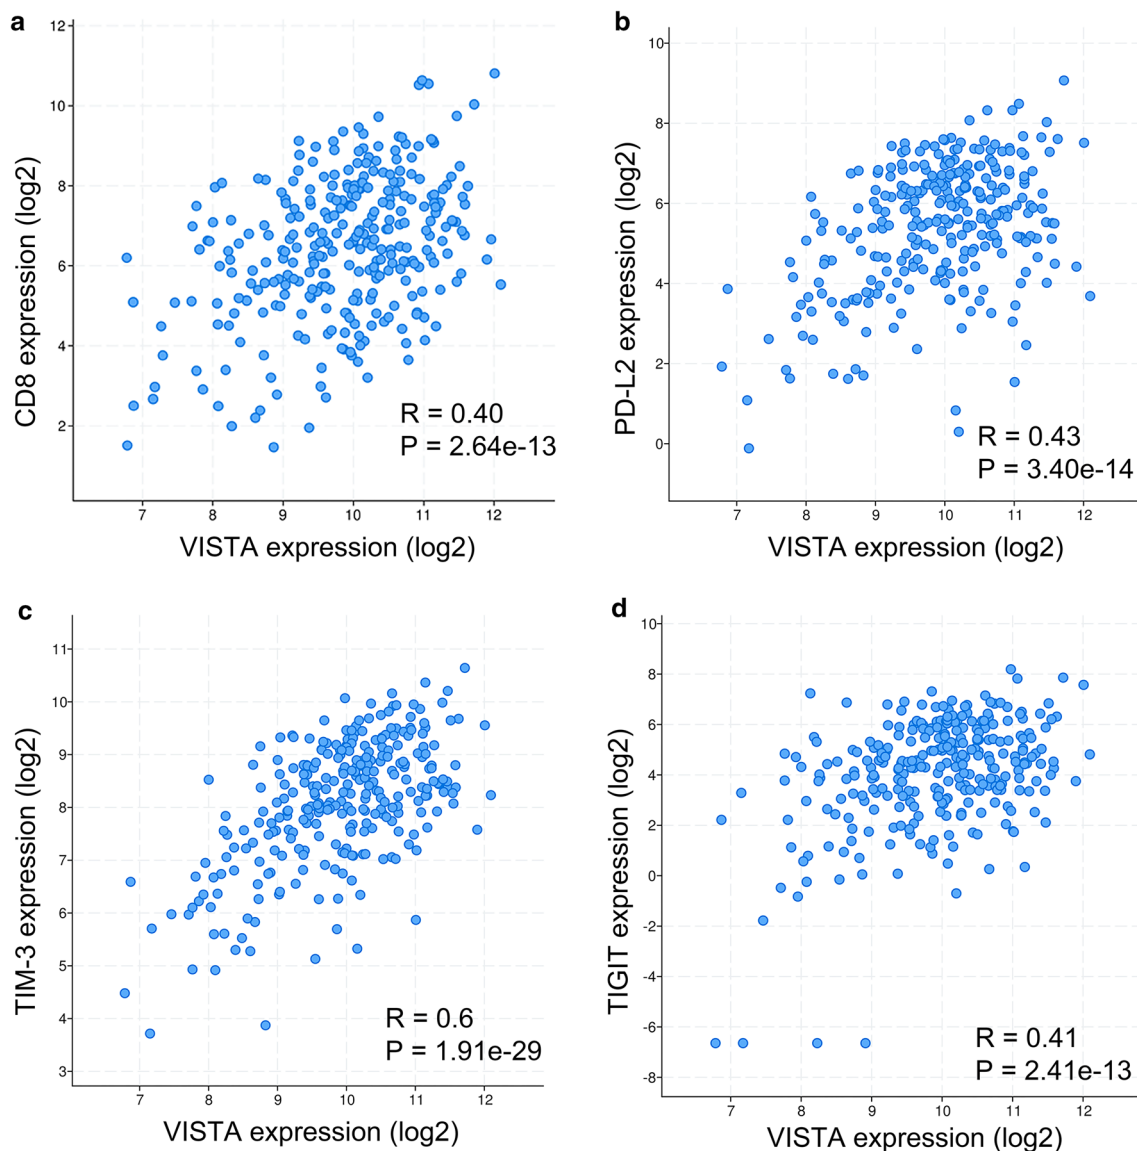 a
12
10
8
6
4
2
CD8 expression (log2)
R = 0.40
P = 2.64e-13
7 8 9 10 11 12
VISTA expression (log2)
b
10
8
6
4
2
0
PD-L2 expression (log2)
R = 0.43
P = 3.40e-14
7 8 9 10 11 12
VISTA expression (log2)
c
11
10
9
8
7
6
5
4
3
TIM-3 expression (log2)
R = 0.6
P = 1.91e-29
7 8 9 10 11 12
VISTA expression (log2)
d
10
8
6
4
2
0
-2
-4
-6
-8
TIGIT expression (log2)
R = 0.41
P = 2.41e-13
7 8 9 10 11 12
VISTA expression (log2)